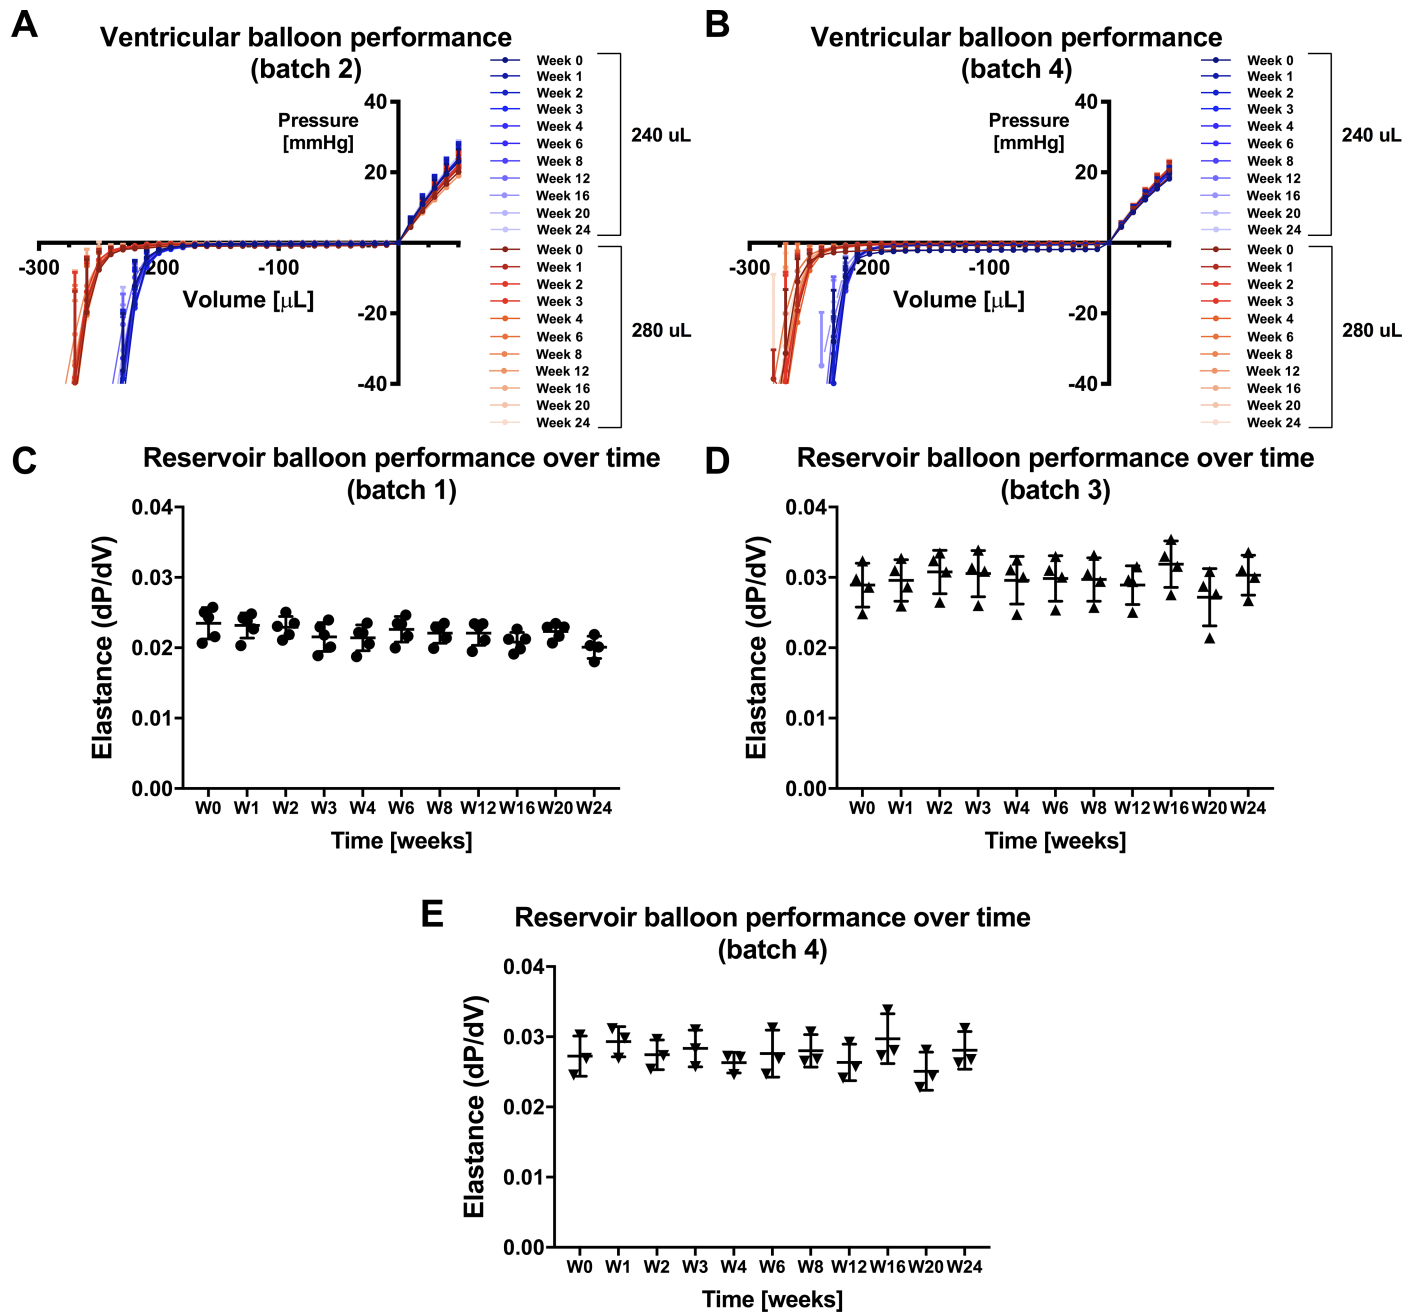 A
Ventricular balloon performance
(batch 2)
Pressure
[mmHg]
40
20
-20
-40
-300
-200
-100
Volume [μL]
Week 0
Week 1
Week 2
Week 3
Week 4
Week 6
Week 8
Week 12
Week 16
Week 20
Week 24
240 uL
Week 0
Week 1
Week 2
Week 3
Week 4
Week 6
Week 8
Week 12
Week 16
Week 20
Week 24
280 uL
B
Ventricular balloon performance
(batch 4)
Pressure
[mmHg]
40
20
-20
-40
-300
-200
-100
Volume [μL]
Week 0
Week 1
Week 2
Week 3
Week 4
Week 6
Week 8
Week 12
Week 16
Week 20
Week 24
240 uL
Week 0
Week 1
Week 2
Week 3
Week 4
Week 6
Week 8
Week 12
Week 16
Week 20
Week 24
280 uL
C
Reservoir balloon performance over time
(batch 1)
Elastance (dP/dV)
0.04
0.03
0.02
0.01
0.00
W0 W1 W2 W3 W4 W6 W8 W12 W16 W20 W24
Time [weeks]
D
Reservoir balloon performance over time
(batch 3)
Elastance (dP/dV)
0.04
0.03
0.02
0.01
0.00
W0 W1 W2 W3 W4 W6 W8 W12 W16 W20 W24
Time [weeks]
E
Reservoir balloon performance over time
(batch 4)
Elastance (dP/dV)
0.04
0.03
0.02
0.01
0.00
W0 W1 W2 W3 W4 W6 W8 W12 W16 W20 W24
Time [weeks]